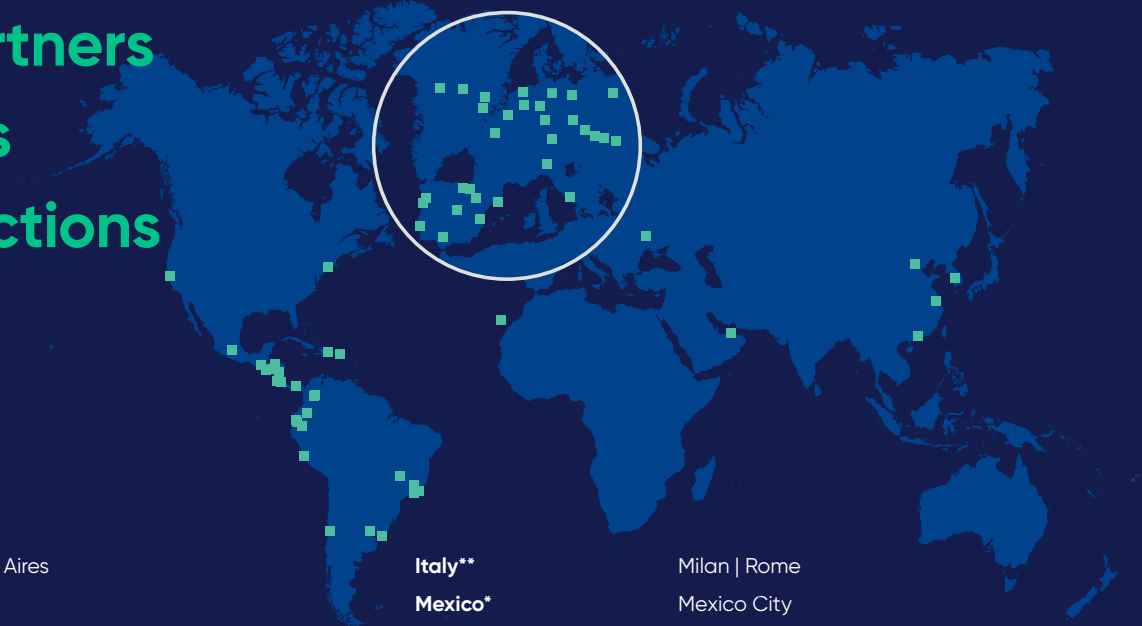 rtners
s
ctions
Aires
Italy** Milan | Rome
Mexico* Mexico City